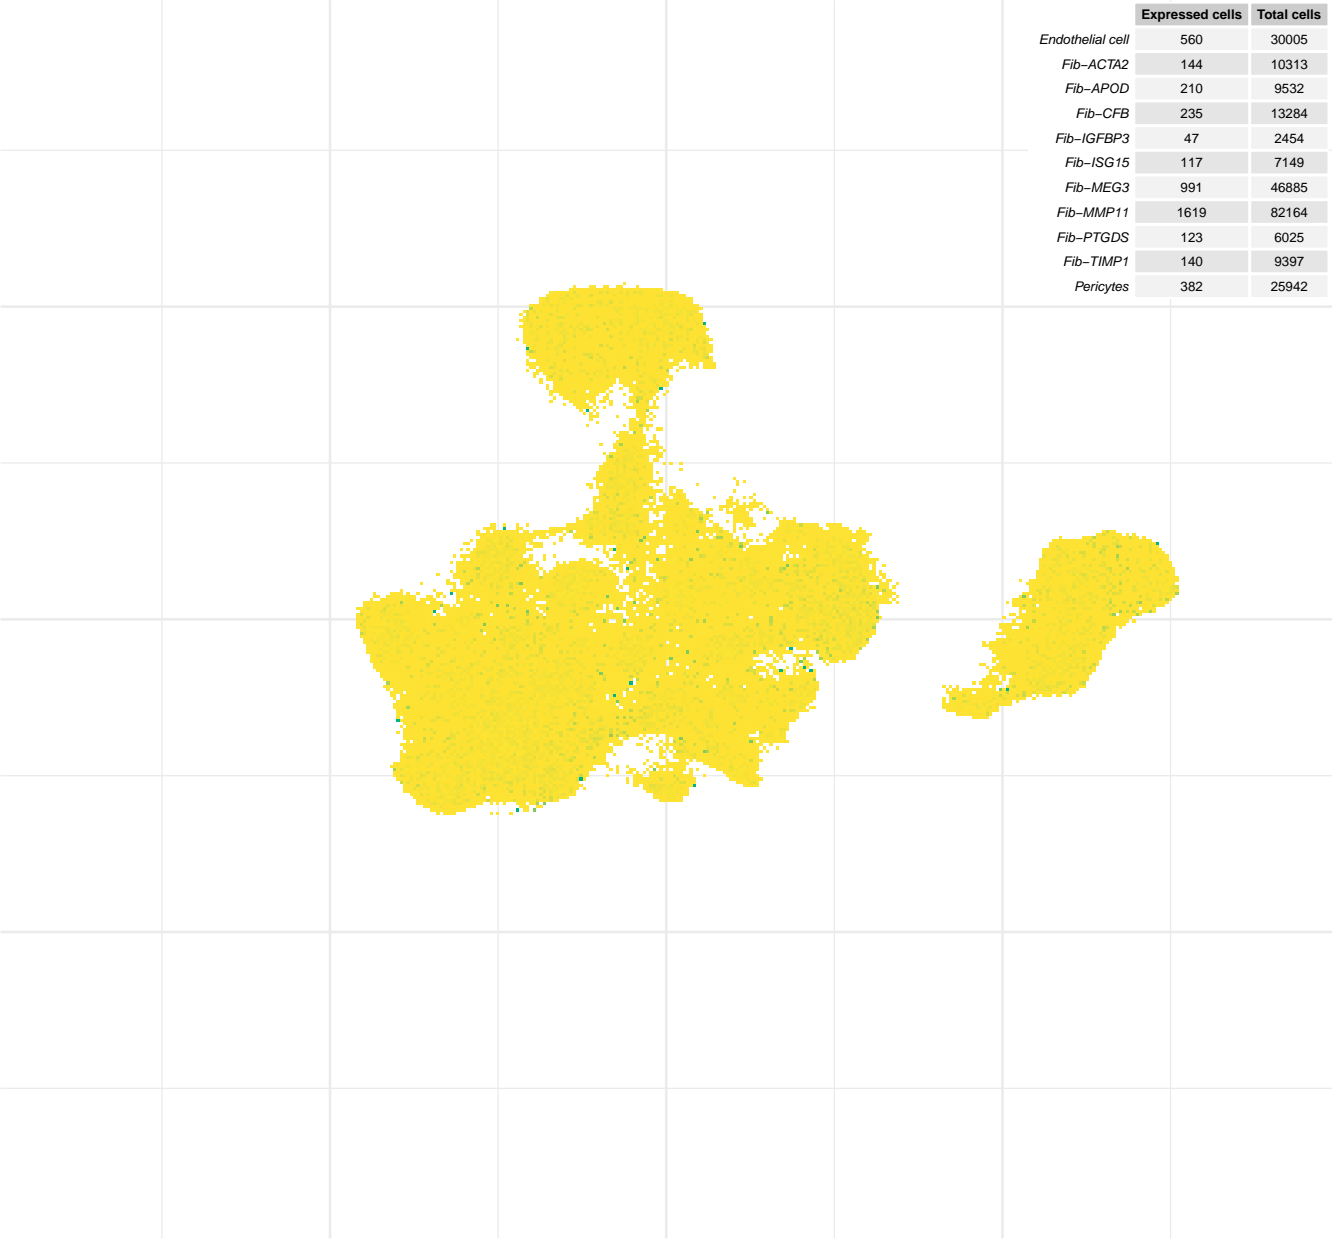 Expressed cells Total cells
Endothelial cell 560 30005
Fib−ACTA2 144 10313
Fib−APOD 210 9532
Fib−CFB 235 13284
Fib−IGFBP3 47 2454
Fib−ISG15 117 7149
Fib−MEG3 991 46885
Fib−MMP11 1619 82164
Fib−PTGDS 123 6025
Fib−TIMP1 140 9397
Pericytes 382 25942